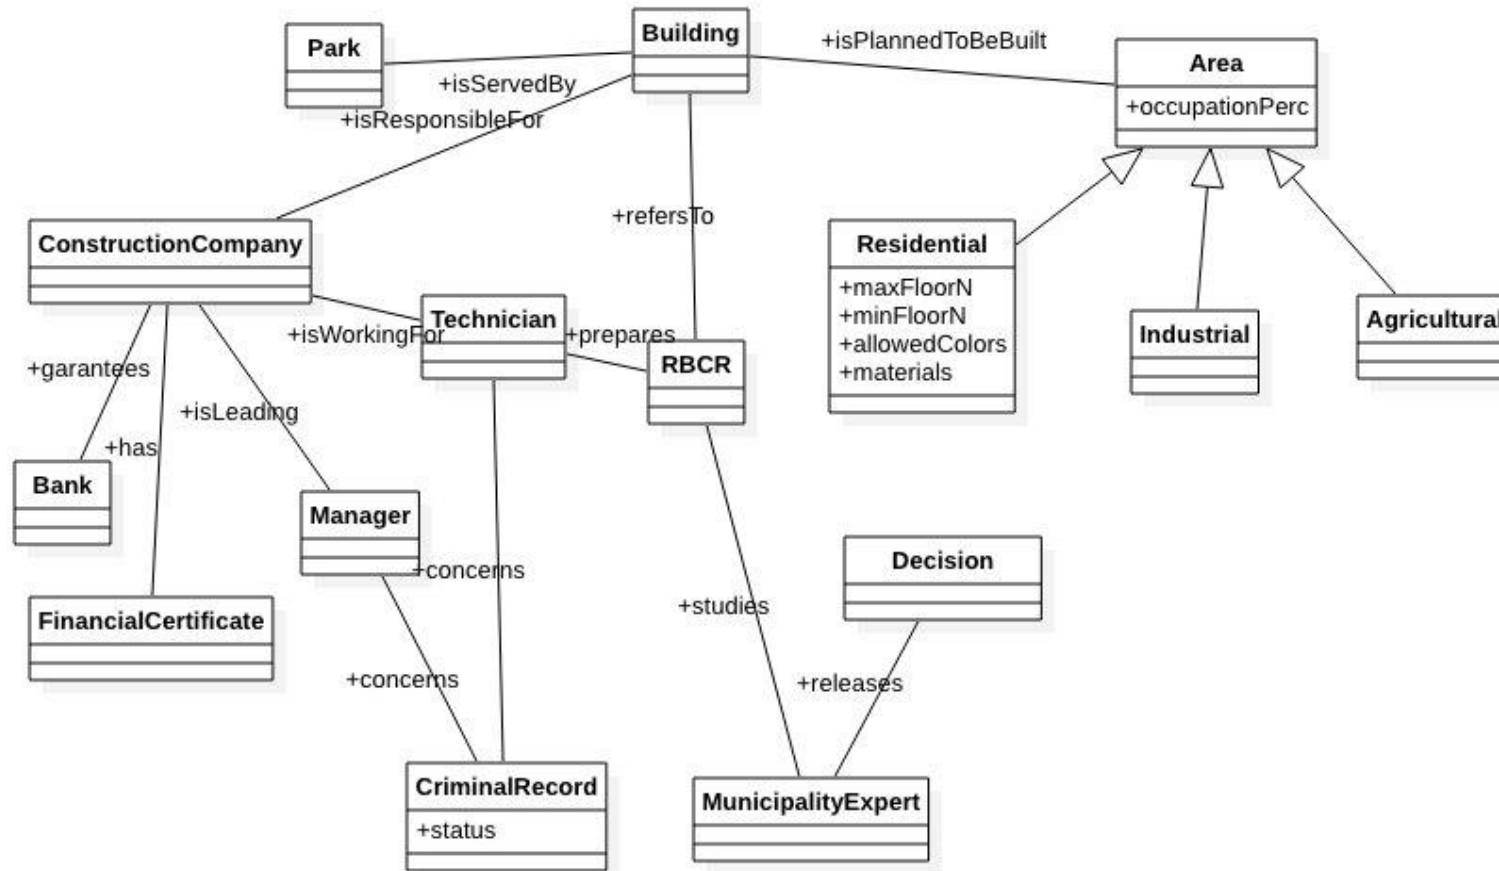 Park
Building
+isPlannedToBeBuilt
Area
+occupationPerc
+isServedBy
+isResponsibleFor
+refersTo
ConstructionCompany
Residential
+maxFloorN
+minFloorN
+allowedColors
+materials
Industrial
Agricultural
Technician
+isWorkingFor
+prepares
RBCR
+garantees
+isLeading
+has
Bank
Manager
Decision
+concerns
+studies
FinancialCertificate
+concerns
+releases
CriminalRecord
+status
MunicipalityExpert